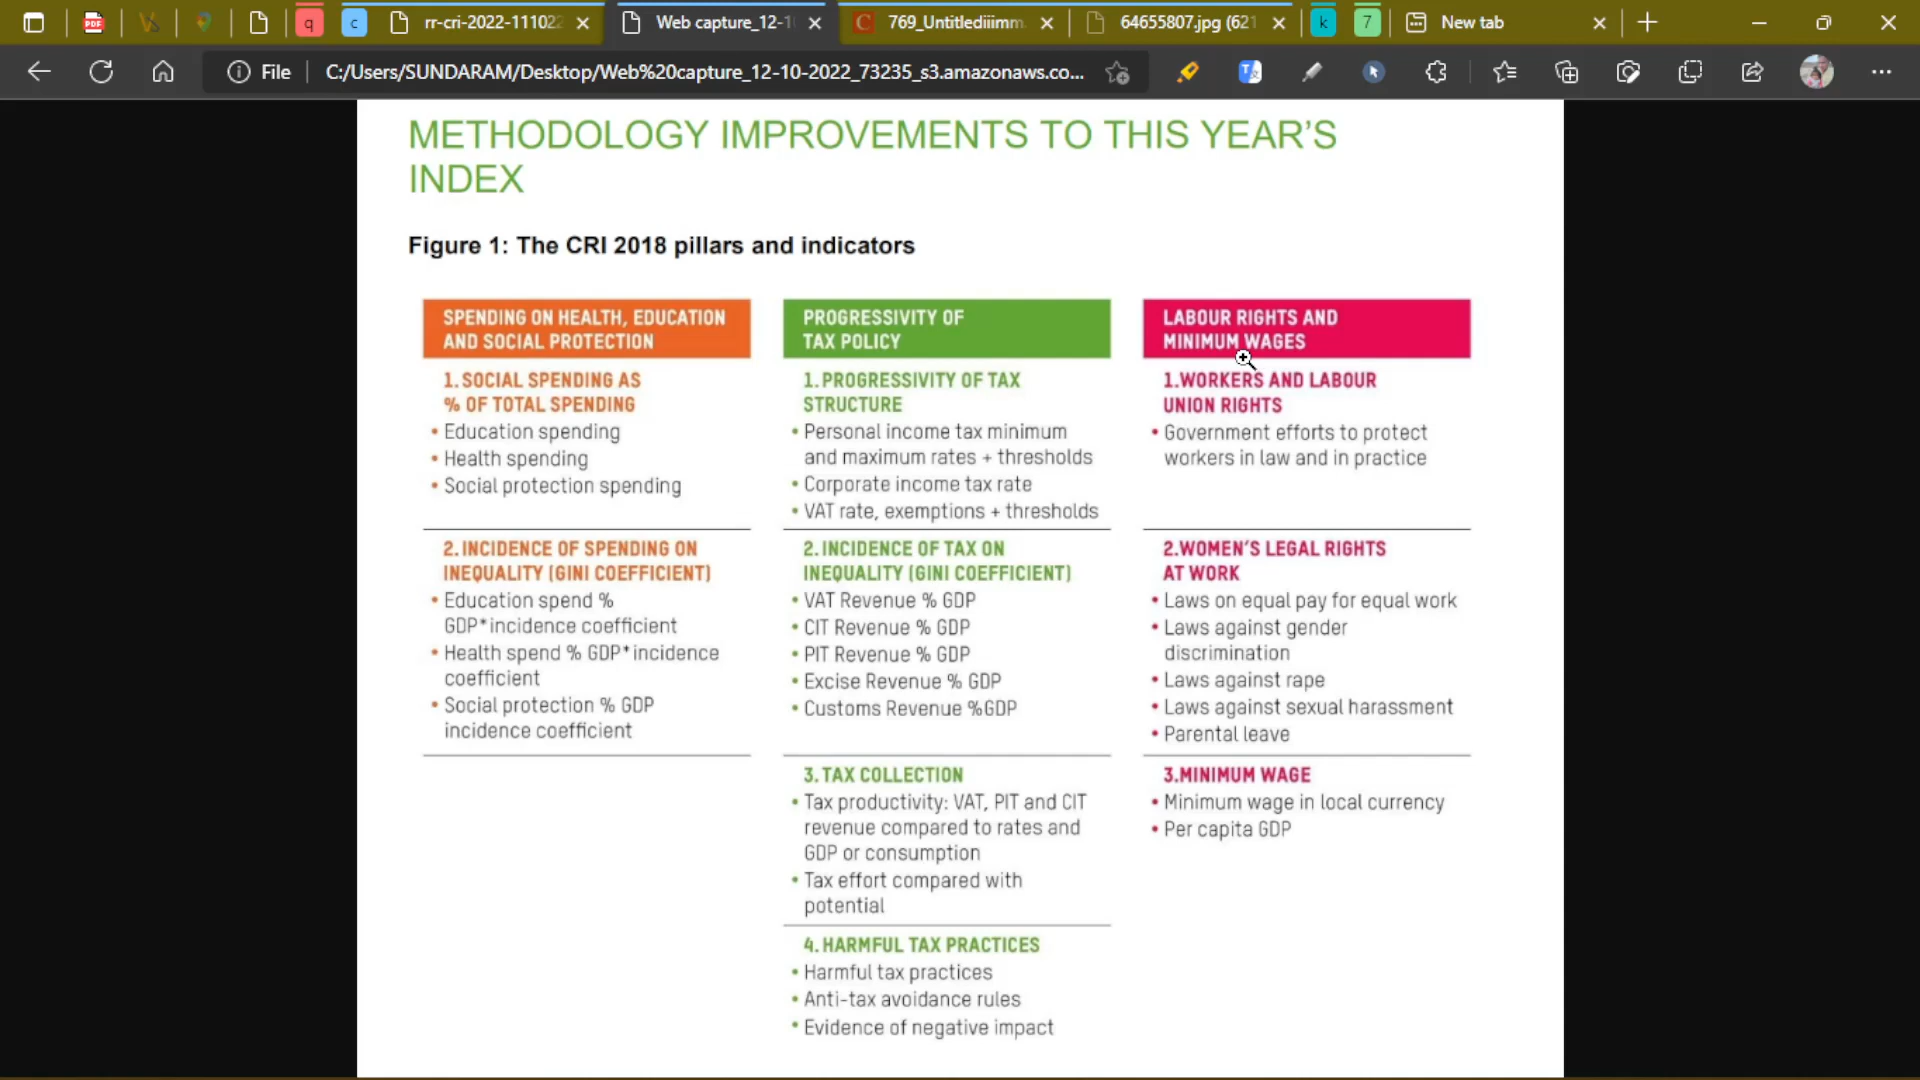 q
c
rr-cri-2022-111022
Web capture_12-1
769_Untitlediiimm
64655807.jpg (621
k
7
New tab
File
C:/Users/SUNDARAM/Desktop/Web%20capture_12-10-2022_73235_s3.amazonaws.co...
METHODOLOGY IMPROVEMENTS TO THIS YEAR'S
INDEX
Figure 1: The CRI 2018 pillars and indicators
SPENDING ON HEALTH, EDUCATION
AND SOCIAL PROTECTION
1. SOCIAL SPENDING AS
% OF TOTAL SPENDING
• Education spending
• Health spending
• Social protection spending
2. INCIDENCE OF SPENDING ON
INEQUALITY (GINI COEFFICIENT)
• Education spend %
GDP*incidence coefficient
• Health spend % GDP*incidence
coefficient
• Social protection % GDP
incidence coefficient
PROGRESSIVITY OF
TAX POLICY
1. PROGRESSIVITY OF TAX
STRUCTURE
• Personal income tax minimum
and maximum rates + thresholds
• Corporate income tax rate
• VAT rate, exemptions + thresholds
2. INCIDENCE OF TAX ON
INEQUALITY (GINI COEFFICIENT)
• VAT Revenue % GDP
• CIT Revenue % GDP
• PIT Revenue % GDP
• Excise Revenue % GDP
• Customs Revenue %GDP
3. TAX COLLECTION
• Tax productivity: VAT, PIT and CIT
revenue compared to rates and
GDP or consumption
• Tax effort compared with
potential
4. HARMFUL TAX PRACTICES
• Harmful tax practices
• Anti-tax avoidance rules
• Evidence of negative impact
LABOUR RIGHTS AND
MINIMUM WAGES
1.WORKERS AND LABOUR
UNION RIGHTS
• Government efforts to protect
workers in law and in practice
2.WOMEN'S LEGAL RIGHTS
AT WORK
• Laws on equal pay for equal work
• Laws against gender
discrimination
• Laws against rape
• Laws against sexual harassment
• Parental leave
3.MINIMUM WAGE
• Minimum wage in local currency
• Per capita GDP